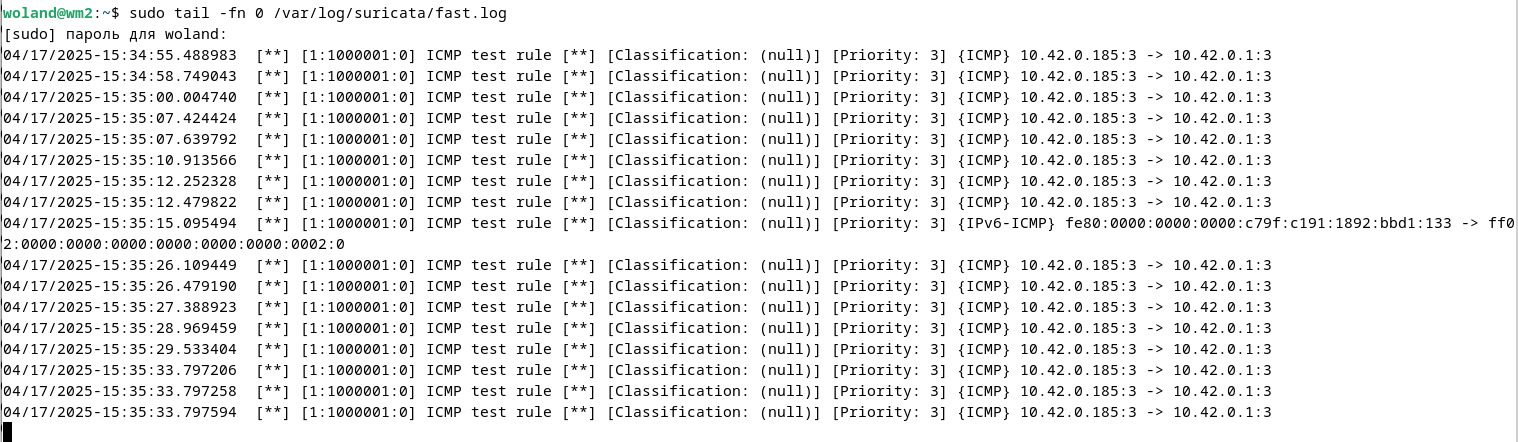 woland@wm2:~$ sudo tail -fn 0 /var/log/suricata/fast.log
[sudo] пароль для woland:
04/17/2025-15:34:55.488983  [**] [1:1000001:0] ICMP test rule [**] [Classification: (null)] [Priority: 3] {ICMP} 10.42.0.185:3 -> 10.42.0.1:3
04/17/2025-15:34:58.749043  [**] [1:1000001:0] ICMP test rule [**] [Classification: (null)] [Priority: 3] {ICMP} 10.42.0.185:3 -> 10.42.0.1:3
04/17/2025-15:35:00.004740  [**] [1:1000001:0] ICMP test rule [**] [Classification: (null)] [Priority: 3] {ICMP} 10.42.0.185:3 -> 10.42.0.1:3
04/17/2025-15:35:07.424424  [**] [1:1000001:0] ICMP test rule [**] [Classification: (null)] [Priority: 3] {ICMP} 10.42.0.185:3 -> 10.42.0.1:3
04/17/2025-15:35:07.639792  [**] [1:1000001:0] ICMP test rule [**] [Classification: (null)] [Priority: 3] {ICMP} 10.42.0.185:3 -> 10.42.0.1:3
04/17/2025-15:35:10.913566  [**] [1:1000001:0] ICMP test rule [**] [Classification: (null)] [Priority: 3] {ICMP} 10.42.0.185:3 -> 10.42.0.1:3
04/17/2025-15:35:12.252328  [**] [1:1000001:0] ICMP test rule [**] [Classification: (null)] [Priority: 3] {ICMP} 10.42.0.185:3 -> 10.42.0.1:3
04/17/2025-15:35:12.479822  [**] [1:1000001:0] ICMP test rule [**] [Classification: (null)] [Priority: 3] {ICMP} 10.42.0.185:3 -> 10.42.0.1:3
04/17/2025-15:35:15.095494  [**] [1:1000001:0] ICMP test rule [**] [Classification: (null)] [Priority: 3] {IPv6-ICMP} fe80:0000:0000:0000:c79f:c191:1892:bbd1:133 -> ff0
2:0000:0000:0000:0000:0000:0000:0002:0
04/17/2025-15:35:26.109449  [**] [1:1000001:0] ICMP test rule [**] [Classification: (null)] [Priority: 3] {ICMP} 10.42.0.185:3 -> 10.42.0.1:3
04/17/2025-15:35:26.479190  [**] [1:1000001:0] ICMP test rule [**] [Classification: (null)] [Priority: 3] {ICMP} 10.42.0.185:3 -> 10.42.0.1:3
04/17/2025-15:35:27.388923  [**] [1:1000001:0] ICMP test rule [**] [Classification: (null)] [Priority: 3] {ICMP} 10.42.0.185:3 -> 10.42.0.1:3
04/17/2025-15:35:28.969459  [**] [1:1000001:0] ICMP test rule [**] [Classification: (null)] [Priority: 3] {ICMP} 10.42.0.185:3 -> 10.42.0.1:3
04/17/2025-15:35:29.533404  [**] [1:1000001:0] ICMP test rule [**] [Classification: (null)] [Priority: 3] {ICMP} 10.42.0.185:3 -> 10.42.0.1:3
04/17/2025-15:35:33.797206  [**] [1:1000001:0] ICMP test rule [**] [Classification: (null)] [Priority: 3] {ICMP} 10.42.0.185:3 -> 10.42.0.1:3
04/17/2025-15:35:33.797258  [**] [1:1000001:0] ICMP test rule [**] [Classification: (null)] [Priority: 3] {ICMP} 10.42.0.185:3 -> 10.42.0.1:3
04/17/2025-15:35:33.797594  [**] [1:1000001:0] ICMP test rule [**] [Classification: (null)] [Priority: 3] {ICMP} 10.42.0.185:3 -> 10.42.0.1:3